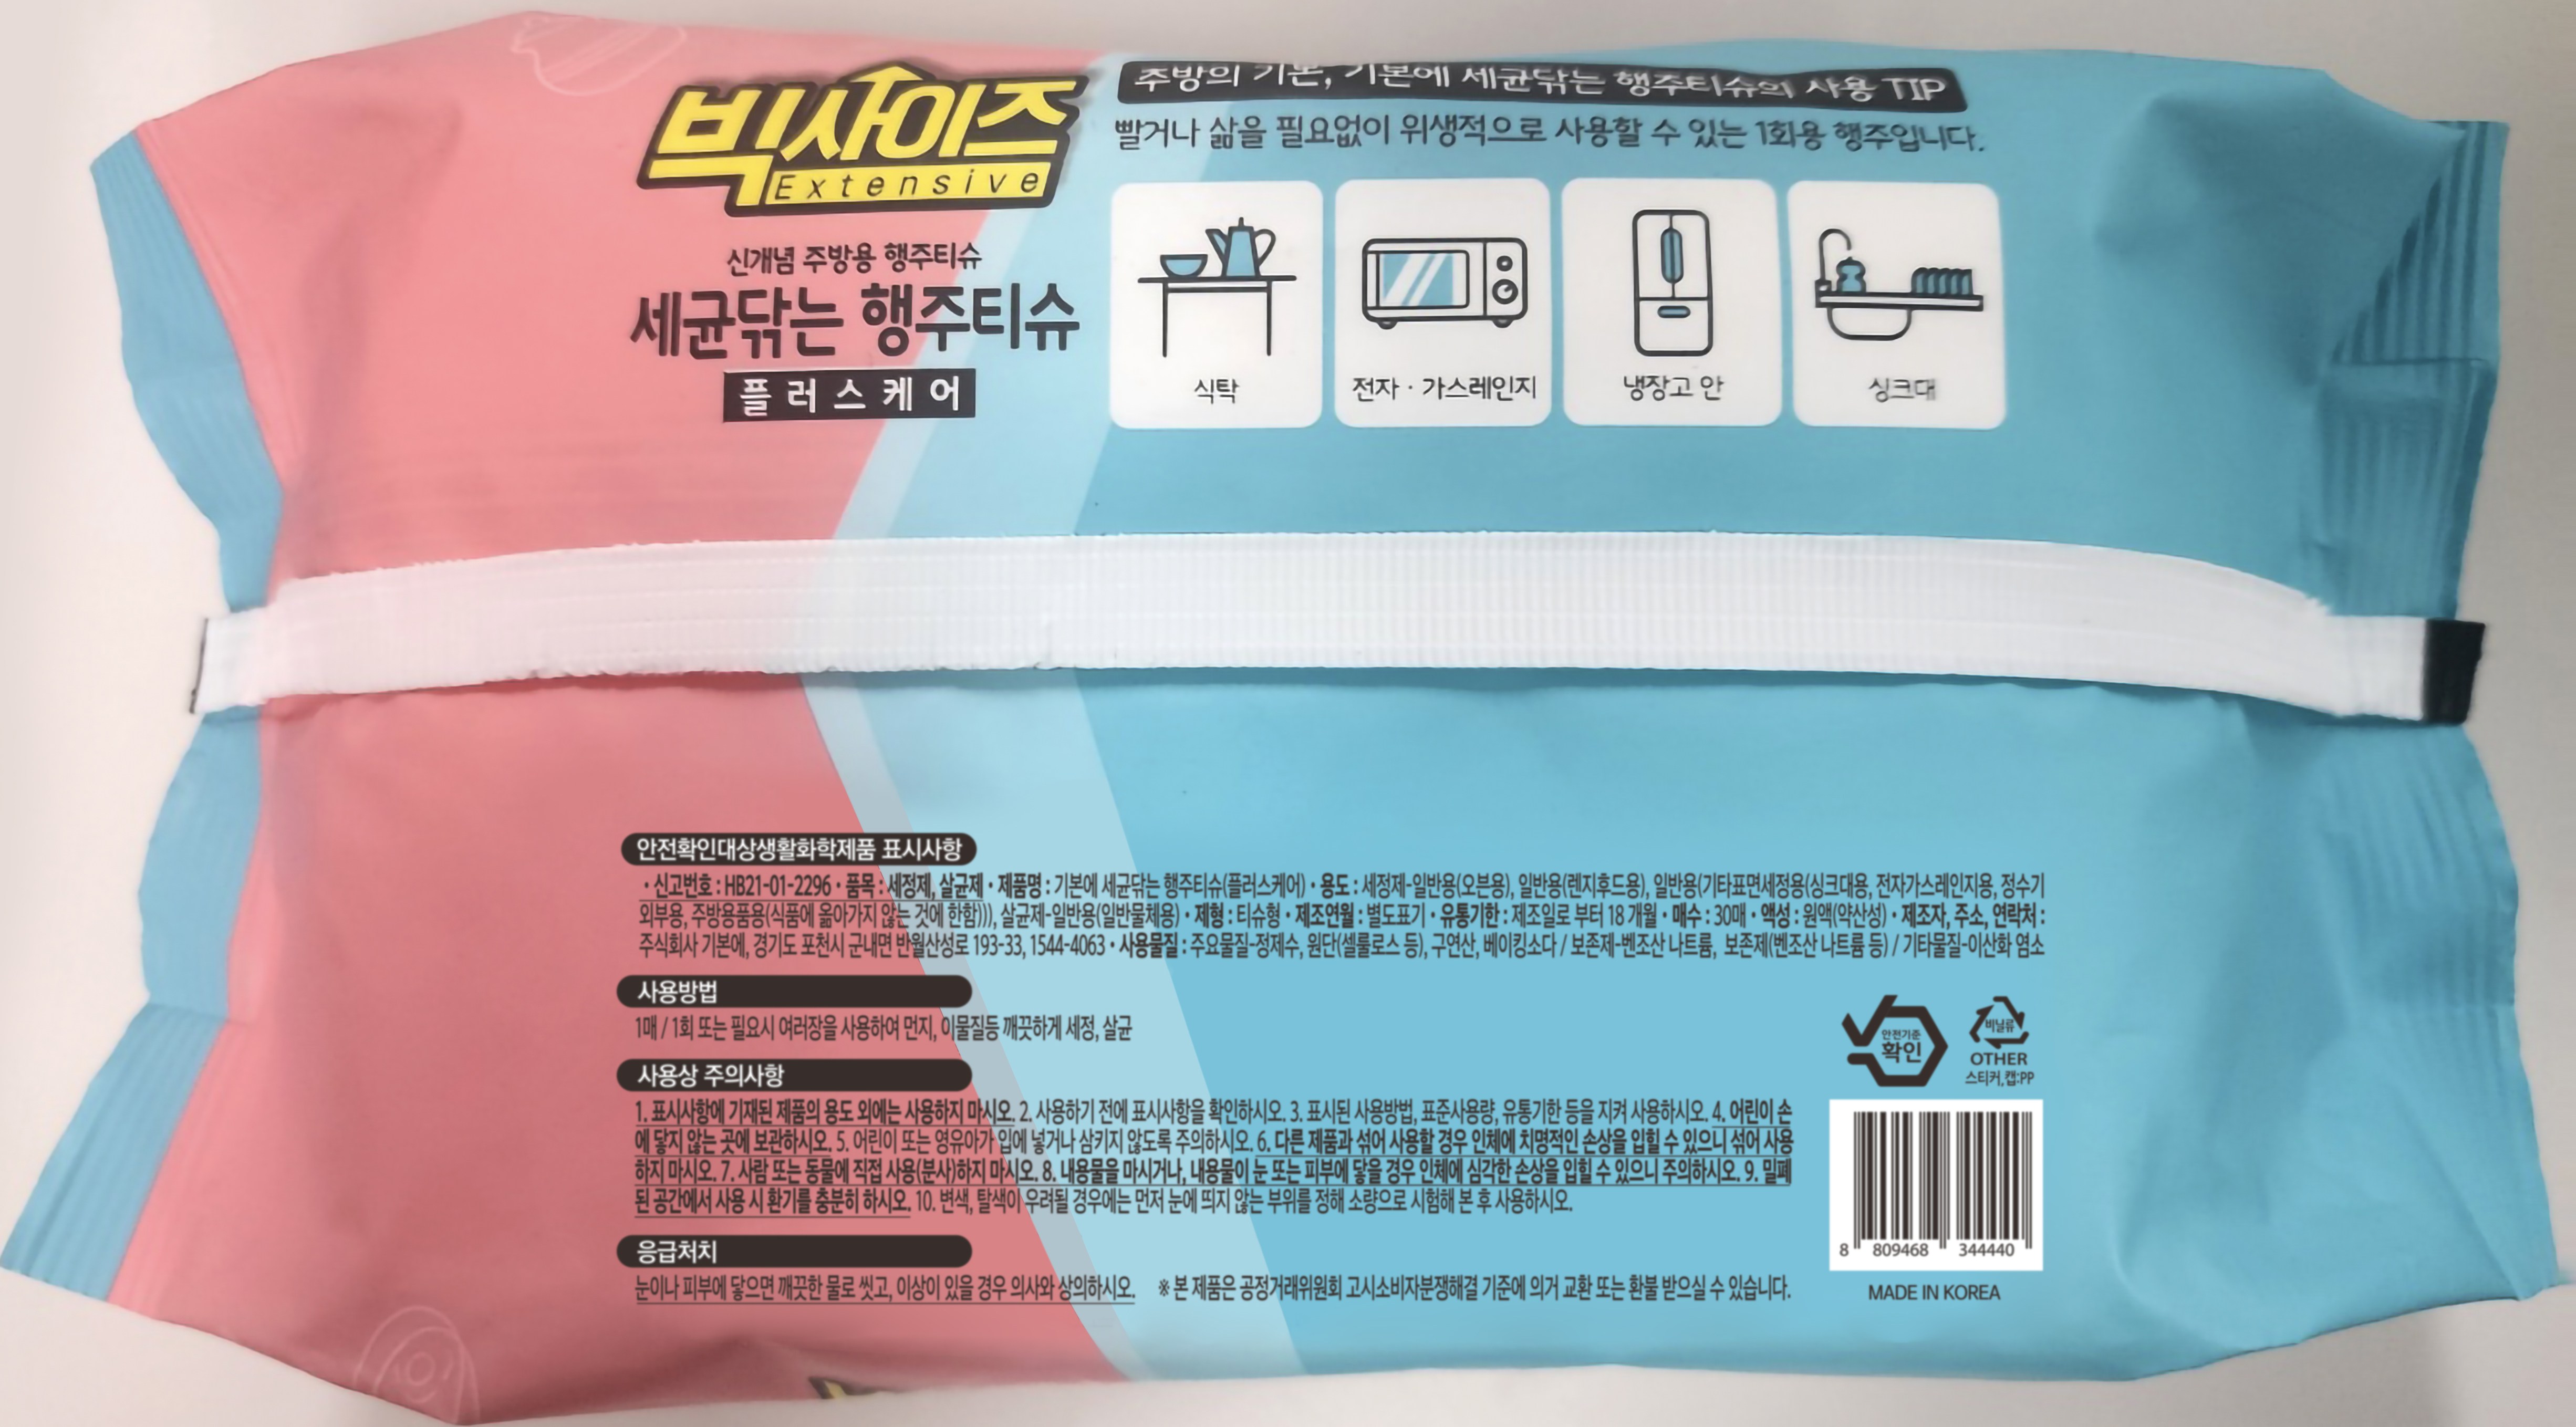 빅사이즈
Extensive
신개념 주방용 행주티슈
세균닦는 행주티슈
플러스케어
주방의 기본, 기본에 세균닦는 행주티슈의 사용 TIP
빨거나 삶을 필요없이 위생적으로 사용할 수 있는 1회용 행주입니다.
식탁
전자 · 가스레인지
냉장고 안
싱크대
안전확인대상생활화학제품 표시사항
· 신고번호 : HB21-01-2296 · 품목 : 세정제, 살균제 · 제품명 : 기본에 세균닦는 행주티슈(플러스케어) · 용도 : 세정제-일반용(오븐용), 일반용(렌지후드용), 일반용(기타표면세정용(싱크대용, 전자가스레인지용, 정수기
외부용, 주방용품용(식품에 옮아가지 않는 것에 한함))), 살균제-일반용(일반물체용) · 제형 : 티슈형 · 제조연월 : 별도표기 · 유통기한 : 제조일로 부터 18 개월 · 매수 : 30매 · 액성 : 원액(약산성) · 제조자, 주소, 연락처 :
주식회사 기본에, 경기도 포천시 군내면 반월산성로 193-33, 1544-4063 · 사용물질 : 주요물질-정제수, 원단(셀룰로스 등), 구연산, 베이킹소다 / 보존제-벤조산 나트륨, 보존제(벤조산 나트륨 등) / 기타물질-이산화 염소
사용방법
1매 / 1회 또는 필요시 여러장을 사용하여 먼지, 이물질등 깨끗하게 세정, 살균
사용상 주의사항
1. 표시사항에 기재된 제품의 용도 외에는 사용하지 마시오. 2. 사용하기 전에 표시사항을 확인하시오. 3. 표시된 사용방법, 표준사용량, 유통기한 등을 지켜 사용하시오. 4. 어린이 손
에 닿지 않는 곳에 보관하시오. 5. 어린이 또는 영유아가 입에 넣거나 삼키지 않도록 주의하시오. 6. 다른 제품과 섞어 사용할 경우 인체에 치명적인 손상을 입힐 수 있으니 섞어 사용
하지 마시오. 7. 사람 또는 동물에 직접 사용(분사)하지 마시오. 8. 내용물을 마시거나, 내용물이 눈 또는 피부에 닿을 경우 인체에 심각한 손상을 입힐 수 있으니 주의하시오. 9. 밀폐
된 공간에서 사용 시 환기를 충분히 하시오. 10. 변색, 탈색이 우려될 경우에는 먼저 눈에 띄지 않는 부위를 정해 소량으로 시험해 본 후 사용하시오.
응급처치
눈이나 피부에 닿으면 깨끗한 물로 씻고, 이상이 있을 경우 의사와 상의하시오. ※ 본 제품은 공정거래위원회 고시소비자분쟁해결 기준에 의거 교환 또는 환불 받으실 수 있습니다.
안전기준
확인
비닐류
OTHER
스티커,캡:PP
8 809468 344440
MADE IN KOREA